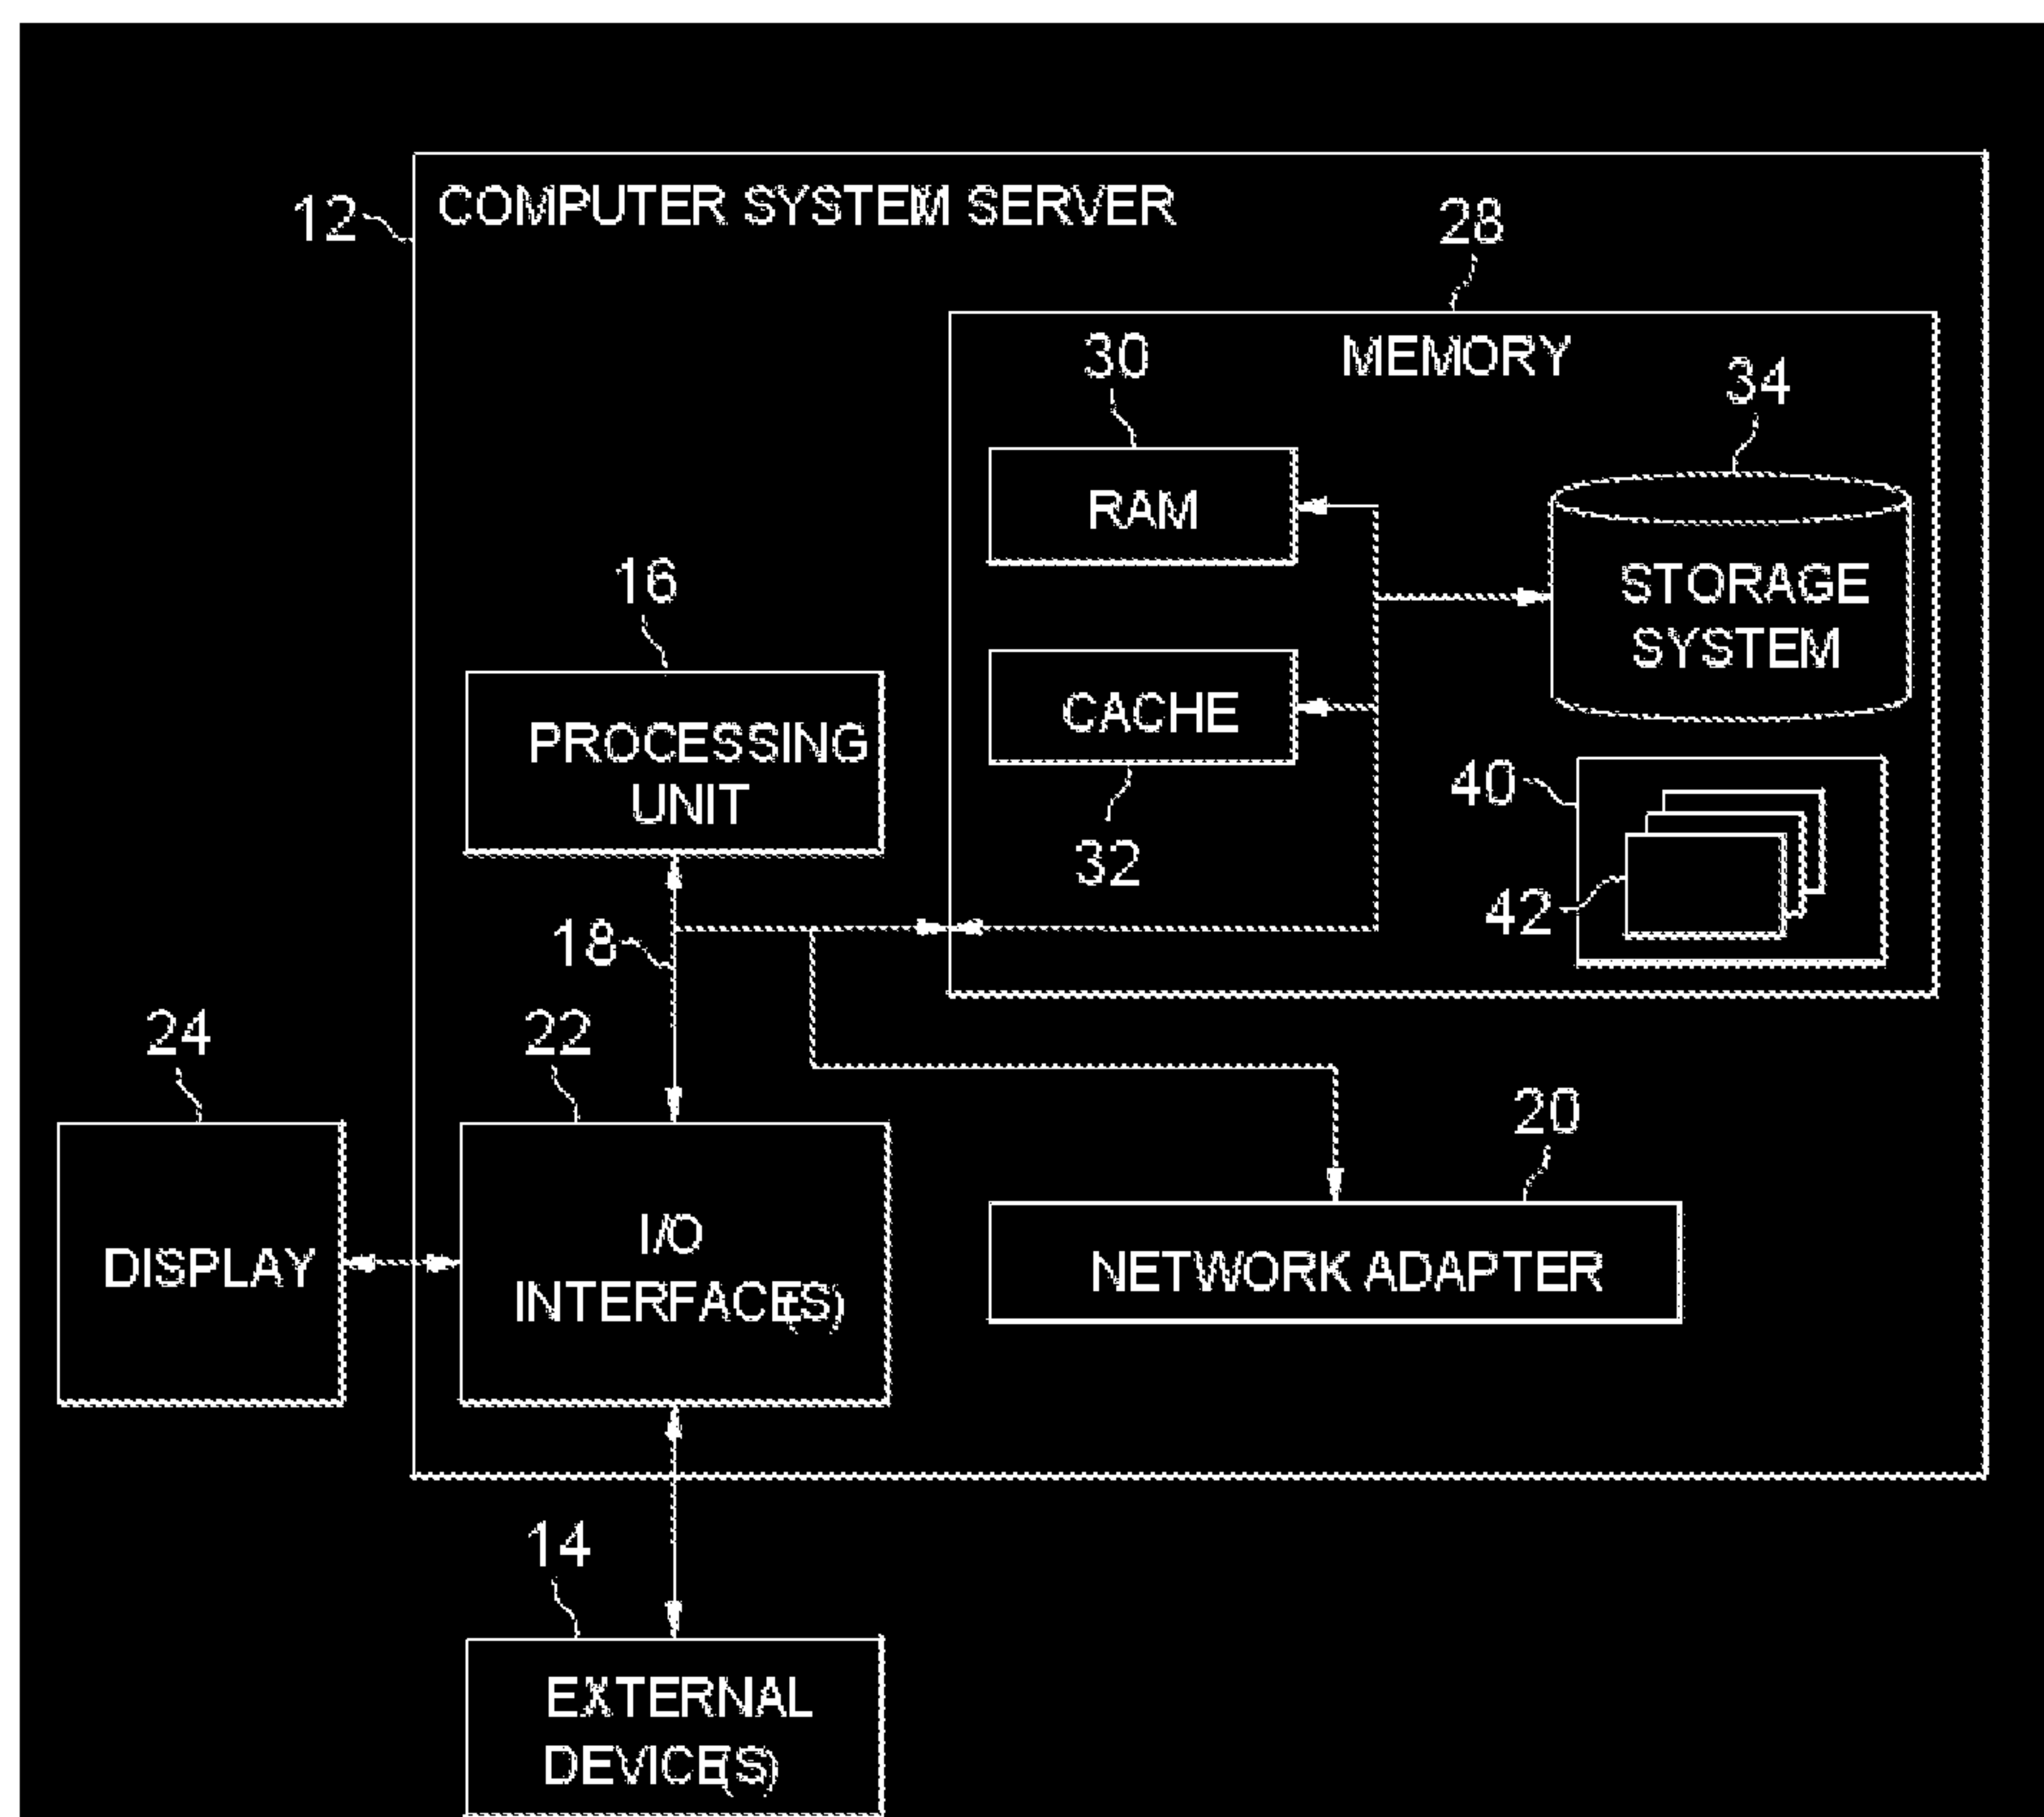 12
COMPUTER SYSTEM SERVER
28
MEMORY
30
34
RAM
STORAGE
SYSTEM
16
CACHE
PROCESSING
UNIT
32
40
42
18
24
22
20
DISPLAY
I/O
INTERFACE(S)
NETWORK ADAPTER
14
EXTERNAL
DEVICE(S)